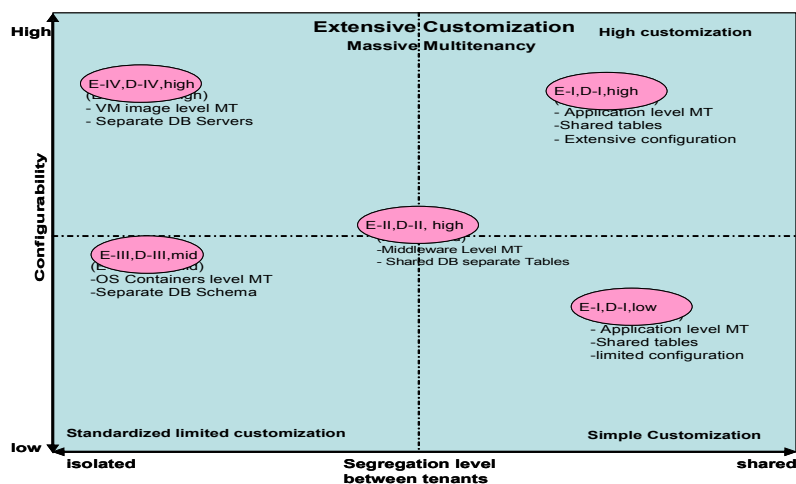 High
Extensive Customization
Massive Multitenancy
High customization
E-IV,D-IV,high
- VM image level MT
- Separate DB Servers
E-I,D-I,high
- Application level MT
-Shared tables
- Extensive configuration
Configurability
E-II,D-II, high
-Middleware Level MT
- Shared DB separate Tables
E-III,D-III,mid
-OS Containers level MT
-Separate DB Schema
E-I,D-I,low
- Application level MT
-Shared tables
-limited configuration
Standardized limited customization
Simple Customization
low
isolated
Segregation level
between tenants
shared